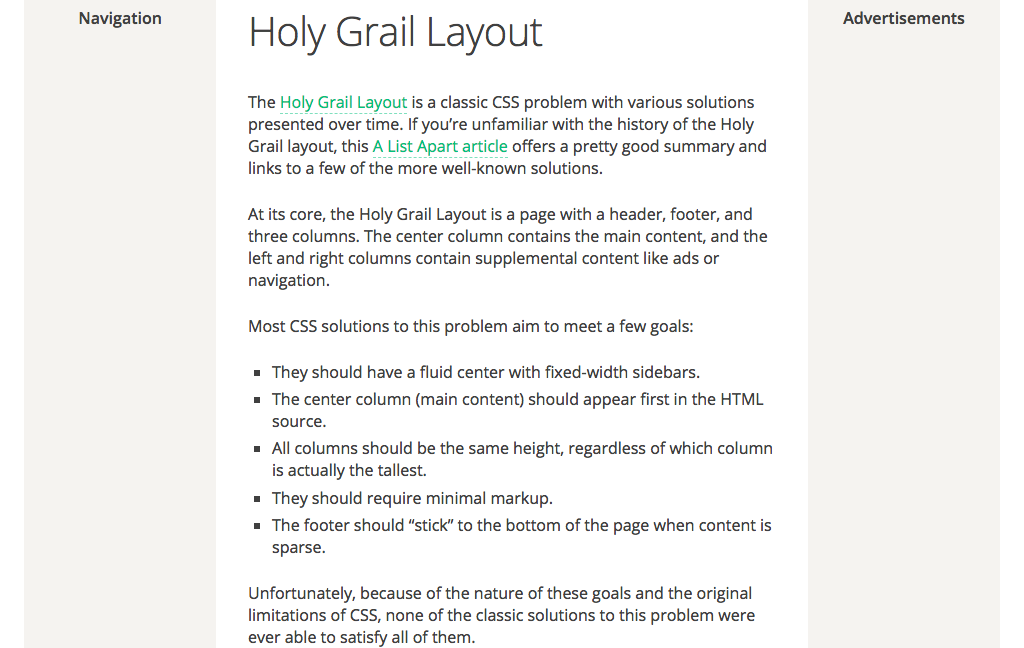 Navigation
Holy Grail Layout
Advertisements
The Holy Grail Layout is a classic CSS problem with various solutions
presented over time. If you’re unfamiliar with the history of the Holy
Grail layout, this A List Apart article offers a pretty good summary and
links to a few of the more well-known solutions.
At its core, the Holy Grail Layout is a page with a header, footer, and
three columns. The center column contains the main content, and the
left and right columns contain supplemental content like ads or
navigation.
Most CSS solutions to this problem aim to meet a few goals:
▪ They should have a fluid center with fixed-width sidebars.
▪ The center column (main content) should appear first in the HTML
source.
▪ All columns should be the same height, regardless of which column
is actually the tallest.
▪ They should require minimal markup.
▪ The footer should “stick” to the bottom of the page when content is
sparse.
Unfortunately, because of the nature of these goals and the original
limitations of CSS, none of the classic solutions to this problem were
ever able to satisfy all of them.